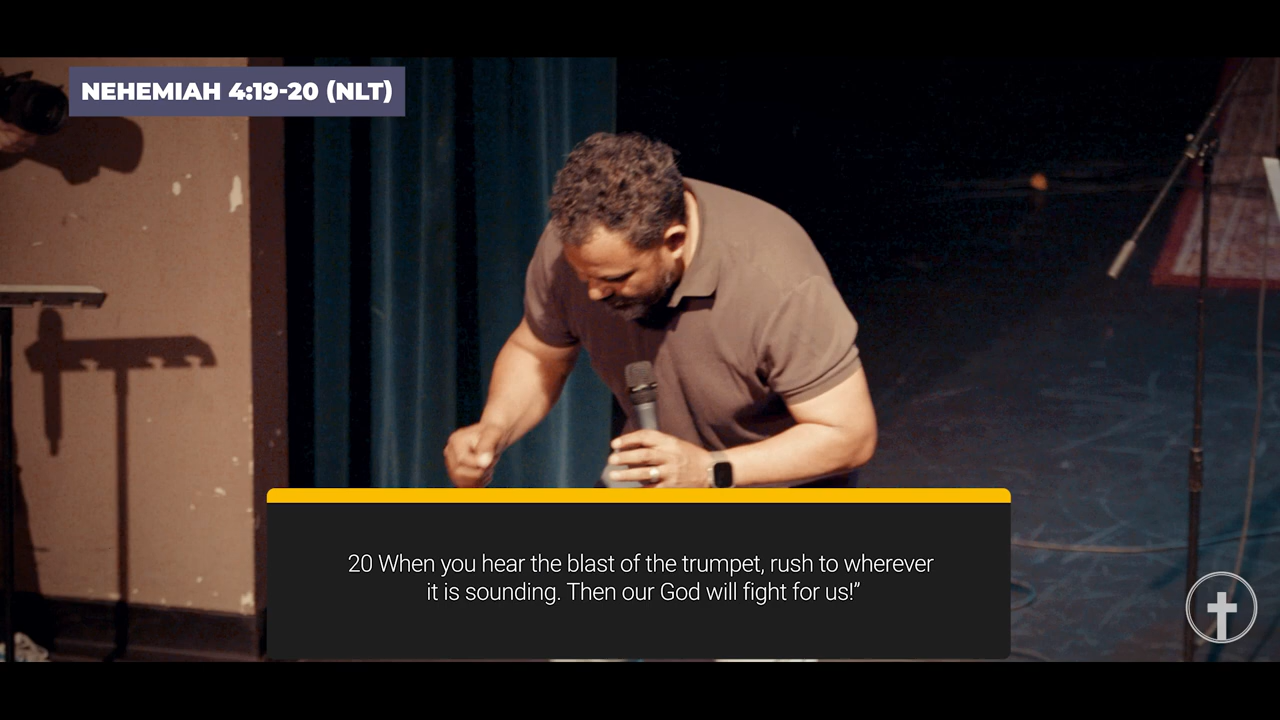 NEHEMIAH 4:19-20 (NLT)
20 When you hear the blast of the trumpet, rush to wherever
it is sounding. Then our God will fight for us!”